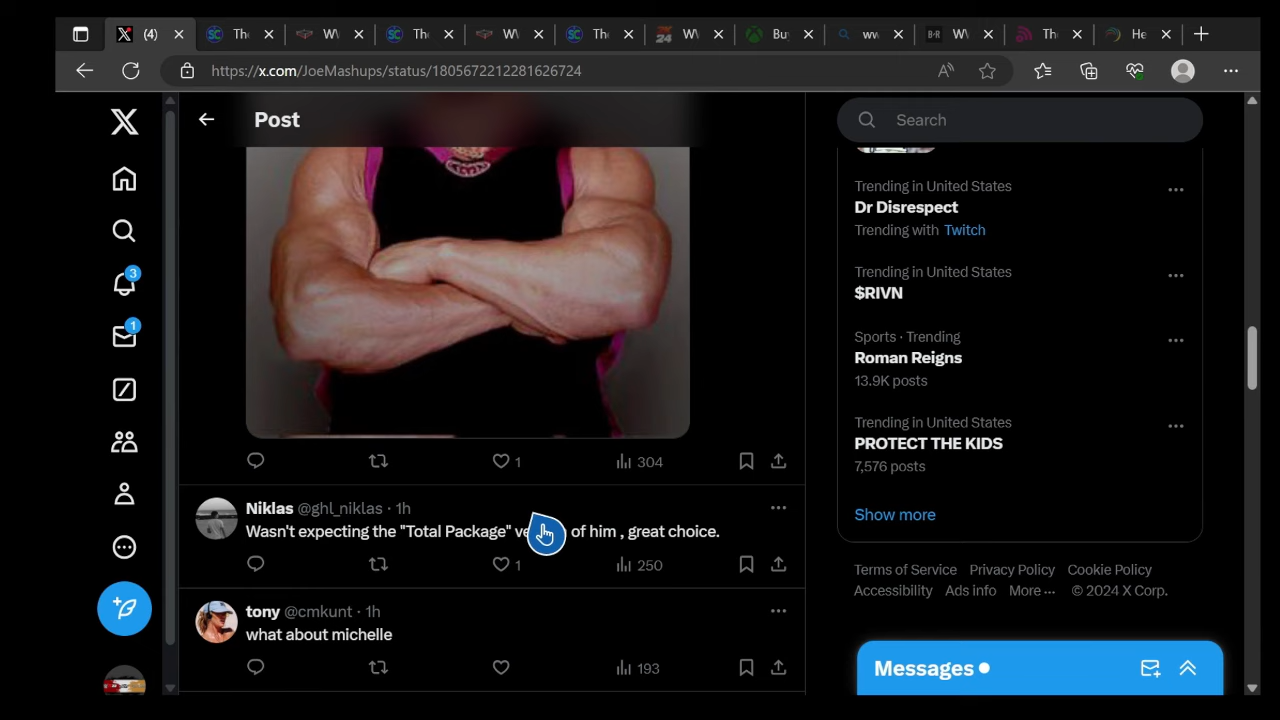 (4)
Th
W
Th
W
Th
W
Bu
ww
W
Th
He
https://x.com/JoeMashups/status/1805672212281626724
Post
Search
Trending in United States
Dr Disrespect
Trending with Twitch
Trending in United States
$RIVN
Sports · Trending
Roman Reigns
13.9K posts
Trending in United States
PROTECT THE KIDS
7,576 posts
Show more
Terms of Service Privacy Policy Cookie Policy
Accessibility Ads info More ··· © 2024 X Corp.
1 304
Niklas @ghl_niklas · 1h
Wasn't expecting the "Total Package" ve of him , great choice.
1 250
tony @cmkunt · 1h
what about michelle
193
3
1
Messages